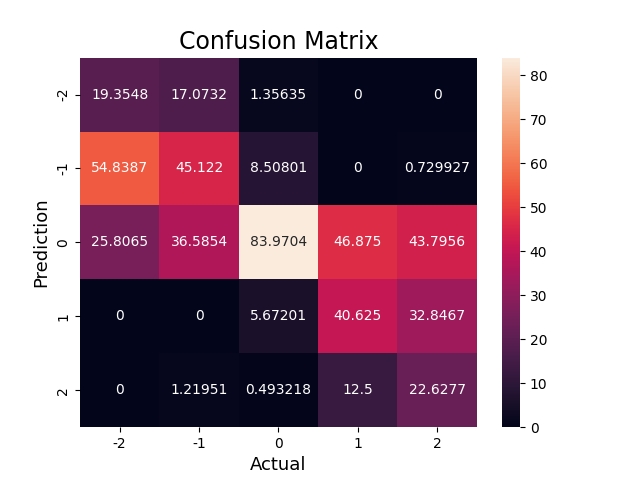 Confusion Matrix
-2 19.3548 17.0732 1.35635 0 0
-1 54.8387 45.122 8.50801 0 0.729927
0 25.8065 36.5854 83.9704 46.875 43.7956
1 0 0 5.67201 40.625 32.8467
2 0 1.21951 0.493218 12.5 22.6277
-2 -1 0 1 2
Prediction
Actual
80
70
60
50
40
30
20
10
0